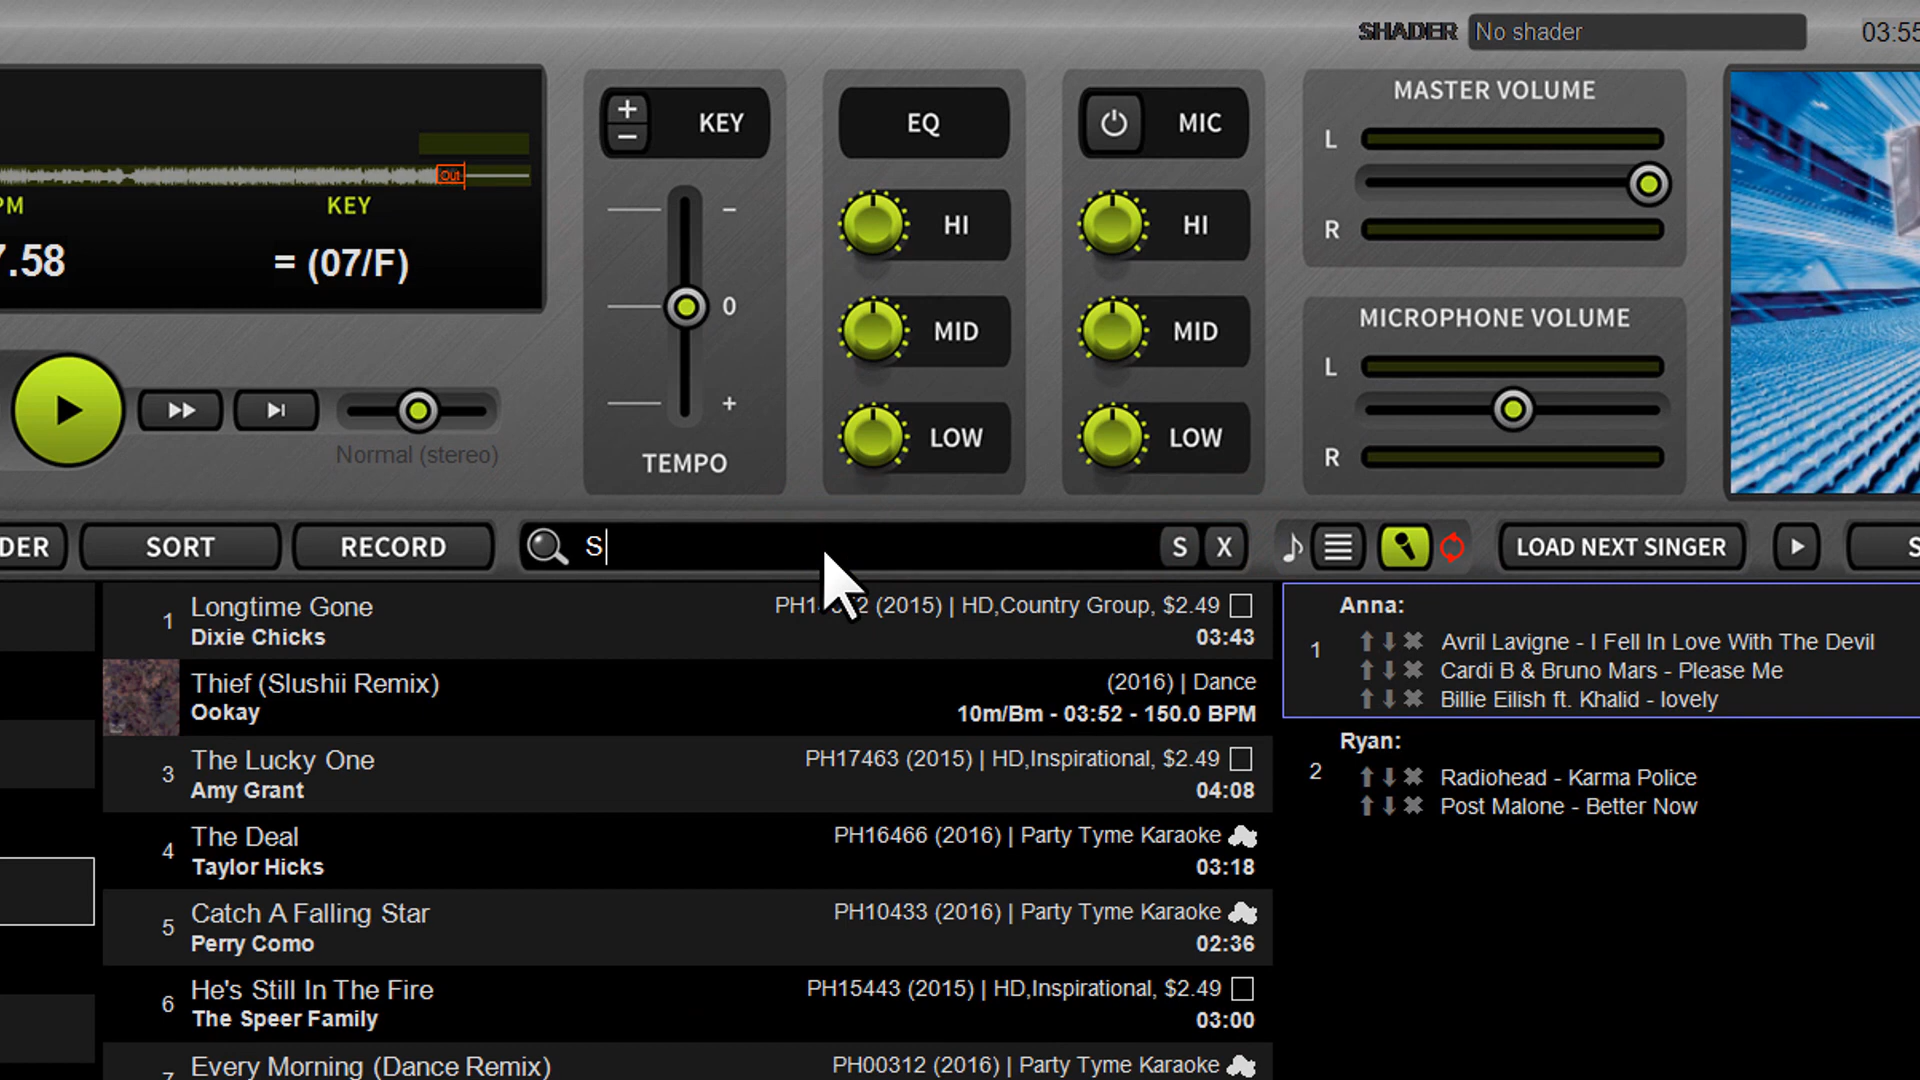 SHADER No shader 03:55
MASTER VOLUME
L
R
KEY
EQ
MIC
HI
MID
LOW
HI
MID
LOW
0
TEMPO
MICROPHONE VOLUME
L
R
Out
PM
KEY
7.58
= (07/F)
Normal (stereo)
DER SORT RECORD S S X LOAD NEXT SINGER S
1 Longtime Gone
Dixie Chicks
(2015) | HD,Country Group, $2.49
03:43
Thief (Slushii Remix)
Ookay
(2016) | Dance
10m/Bm - 03:52 - 150.0 BPM
3 The Lucky One
Amy Grant
PH17463 (2015) | HD,Inspirational, $2.49
04:08
4 The Deal
Taylor Hicks
PH16466 (2016) | Party Tyme Karaoke
03:18
5 Catch A Falling Star
Perry Como
PH10433 (2016) | Party Tyme Karaoke
02:36
6 He's Still In The Fire
The Speer Family
PH15443 (2015) | HD,Inspirational, $2.49
03:00
7 Every Morning (Dance Remix)
PH00312 (2016) | Party Tyme Karaoke
Anna:
1
Avril Lavigne - I Fell In Love With The Devil
Cardi B & Bruno Mars - Please Me
Billie Eilish ft. Khalid - lovely
Ryan:
2
Radiohead - Karma Police
Post Malone - Better Now